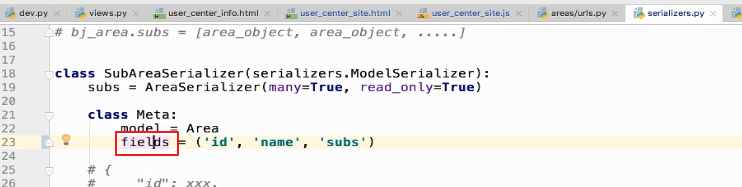 dev.py views.py user_center_info.html user_center_site.html user_center_site.js areas/urls.py serializers.py
15 # bj_area.subs = [area_object, area_object, .....]
16
17
18 class SubAreaSerializer(serializers.ModelSerializer):
19 subs = AreaSerializer(many=True, read_only=True)
20
21 class Meta:
22 model = Area
23 fields = ('id', 'name', 'subs')
24
25 # {
26 # "id": xxx,